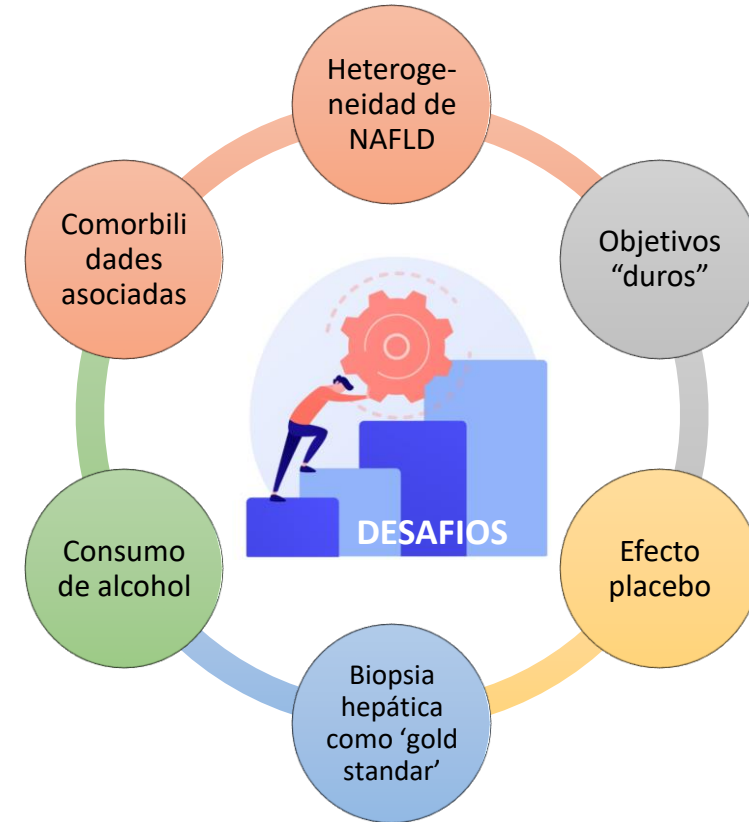 Heteroge-
neidad de
NAFLD
Objetivos
“duros”
Efecto
placebo
Biopsia
hepática
como ‘gold
standar’
Consumo
de alcohol
Comorbili
dades
asociadas
DESAFIOS